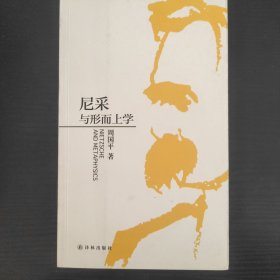 尼采
与形而上学
NIETZSCHE
AND METAPHYSICS
周国平 著
译林出版社